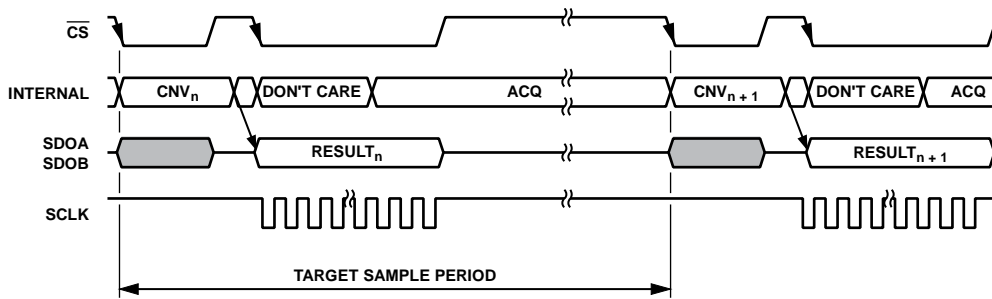 CS
INTERNAL CNVn DON'T CARE ACQ CNVn + 1 DON'T CARE ACQ
SDOA
SDOB RESULTn RESULTn + 1
SCLK
TARGET SAMPLE PERIOD